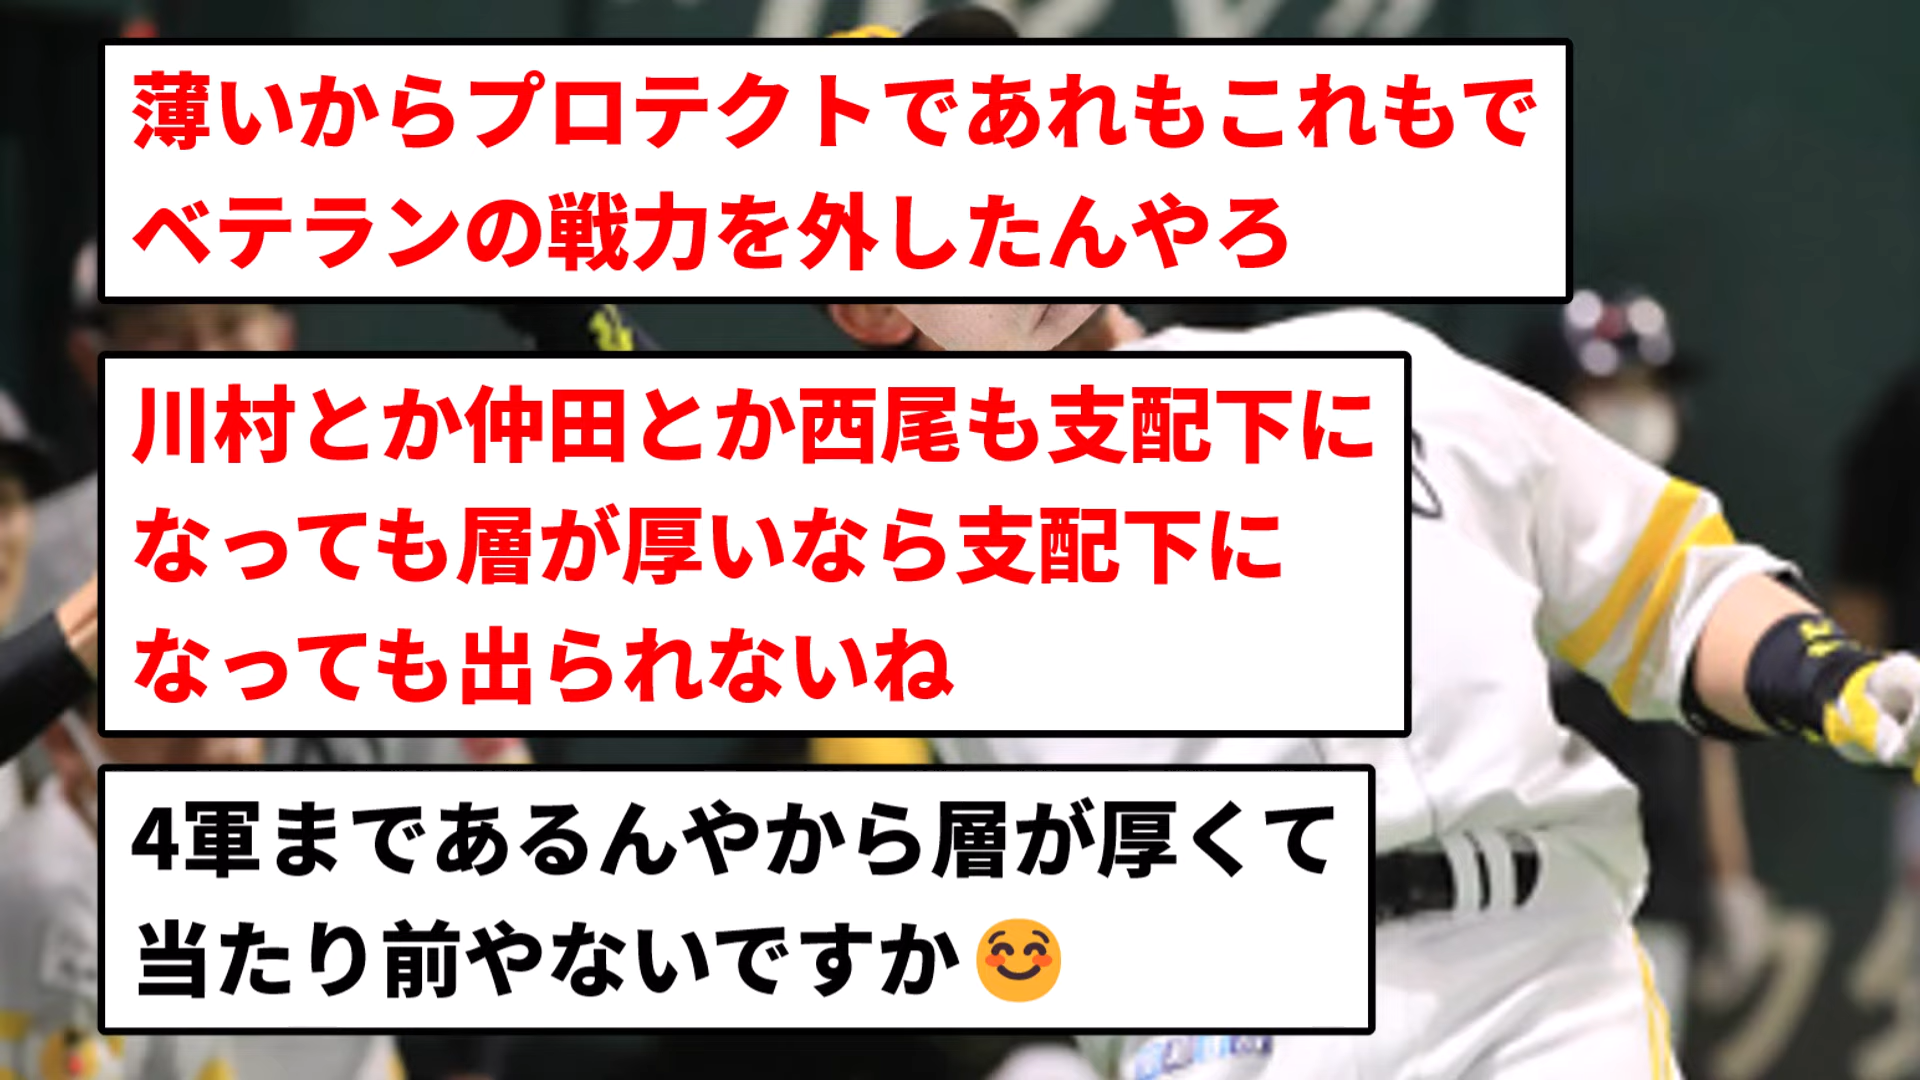 薄いからプロテクトであれもこれもで
ベテランの戦力を外したんやろ
川村とか仲田とか西尾も支配下に
なっても層が厚いなら支配下に
なっても出られないね
4軍まであるんやから層が厚くて
当たり前やないですか😊